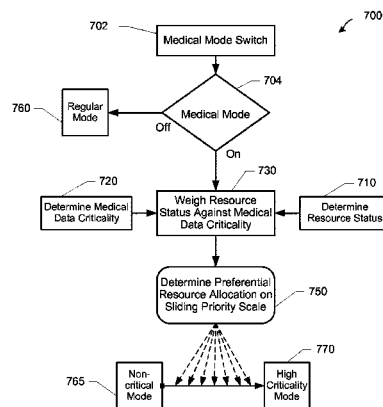 700
702
Medical Mode Switch
704
760
Regular
Mode
Medical Mode
Off
On
720
730
710
Determine Medical
Data Criticality
Weigh Resource
Status Against Medical
Data Criticality
Determine
Resource Status
Determine Preferential
Resource Allocation on
Sliding Priority Scale
750
770
Non-
critical
Mode
High
Criticality
Mode
765